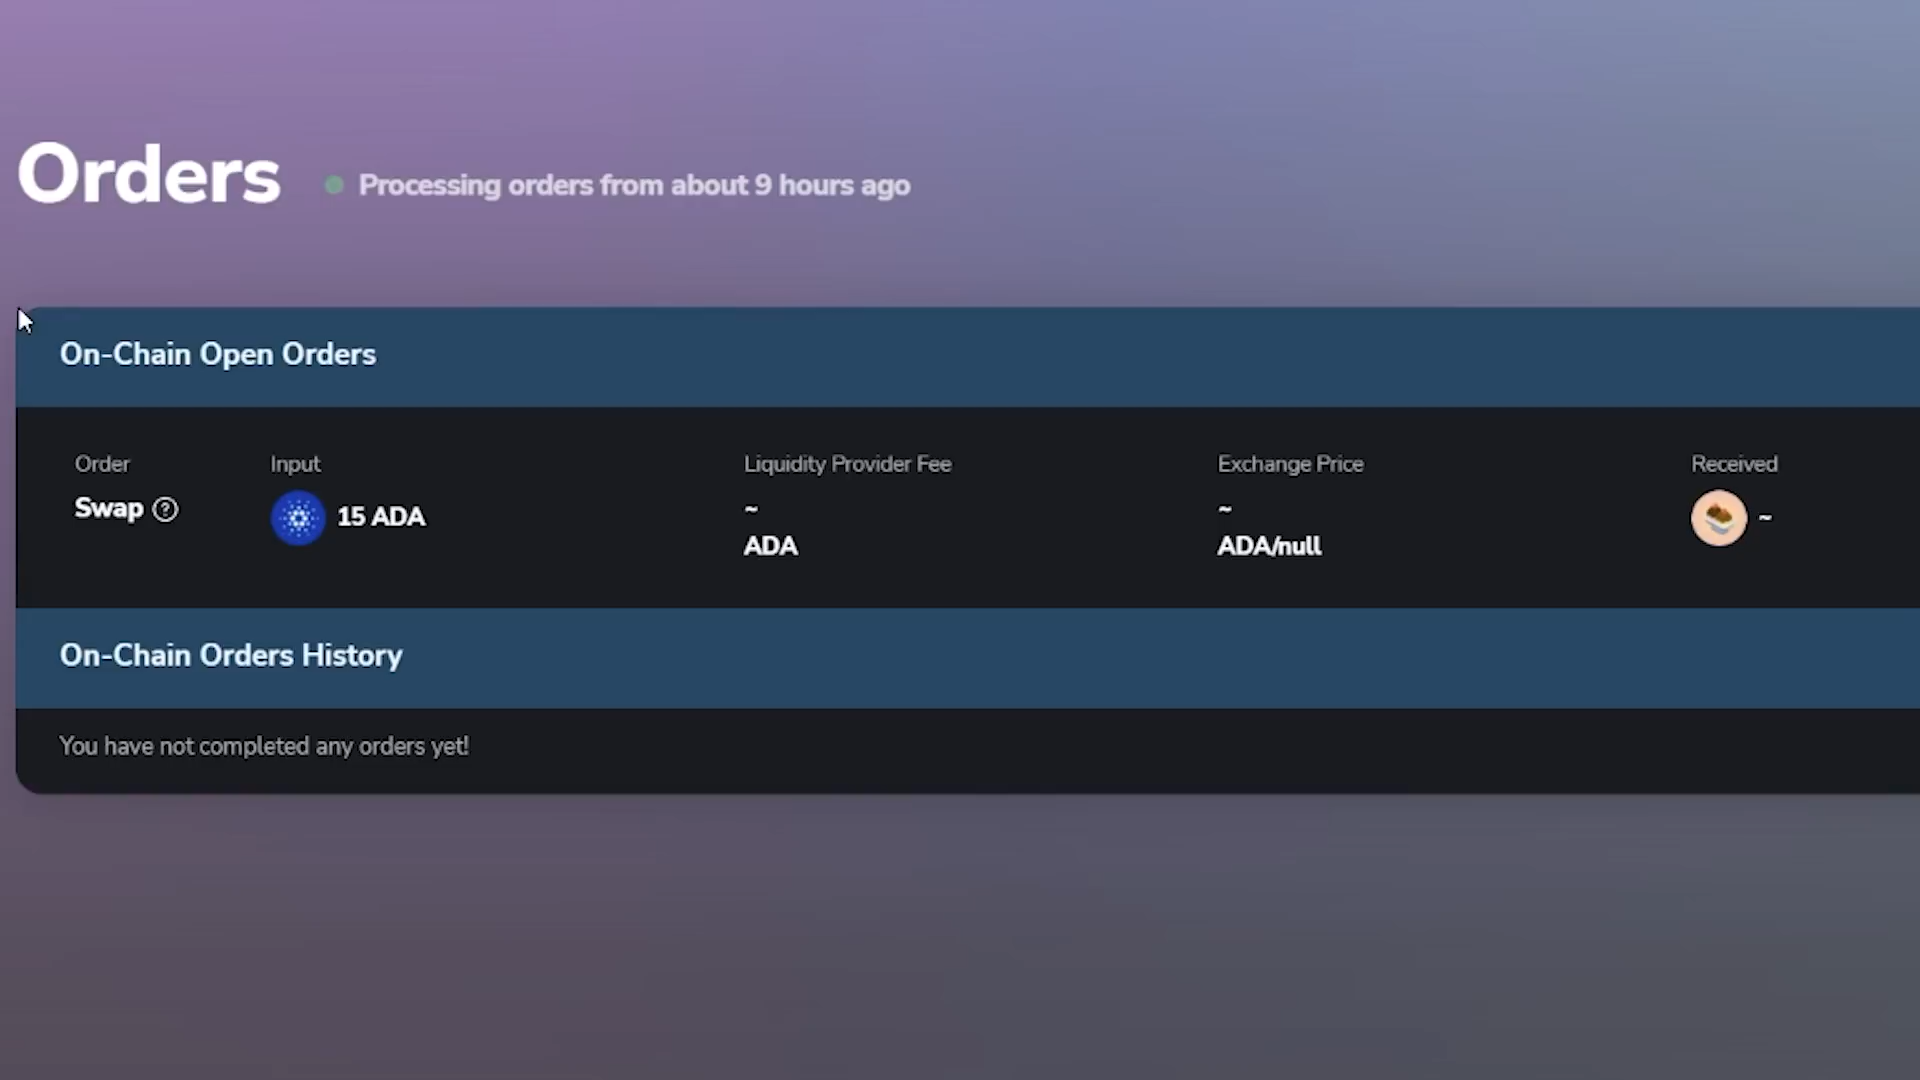 Orders
Processing orders from about 9 hours ago
On-Chain Open Orders
Order
Input
Liquidity Provider Fee
Exchange Price
Received
Swap ?
15 ADA
~
ADA
~
ADA/null
~
On-Chain Orders History
You have not completed any orders yet!